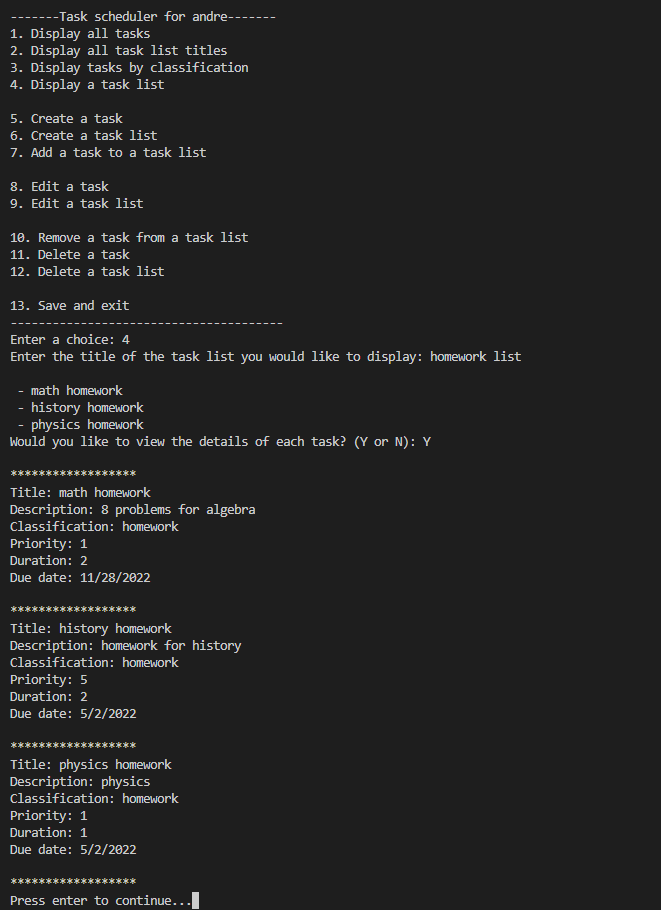 -------Task scheduler for andre-------
1. Display all tasks
2. Display all task list titles
3. Display tasks by classification
4. Display a task list
5. Create a task
6. Create a task list
7. Add a task to a task list
8. Edit a task
9. Edit a task list
10. Remove a task from a task list
11. Delete a task
12. Delete a task list
13. Save and exit
---------------------------------------
Enter a choice: 4
Enter the title of the task list you would like to display: homework list
- math homework
- history homework
- physics homework
Would you like to view the details of each task? (Y or N): Y
******************
Title: math homework
Description: 8 problems for algebra
Classification: homework
Priority: 1
Duration: 2
Due date: 11/28/2022
******************
Title: history homework
Description: homework for history
Classification: homework
Priority: 5
Duration: 2
Due date: 5/2/2022
******************
Title: physics homework
Description: physics
Classification: homework
Priority: 1
Duration: 1
Due date: 5/2/2022
******************
Press enter to continue...